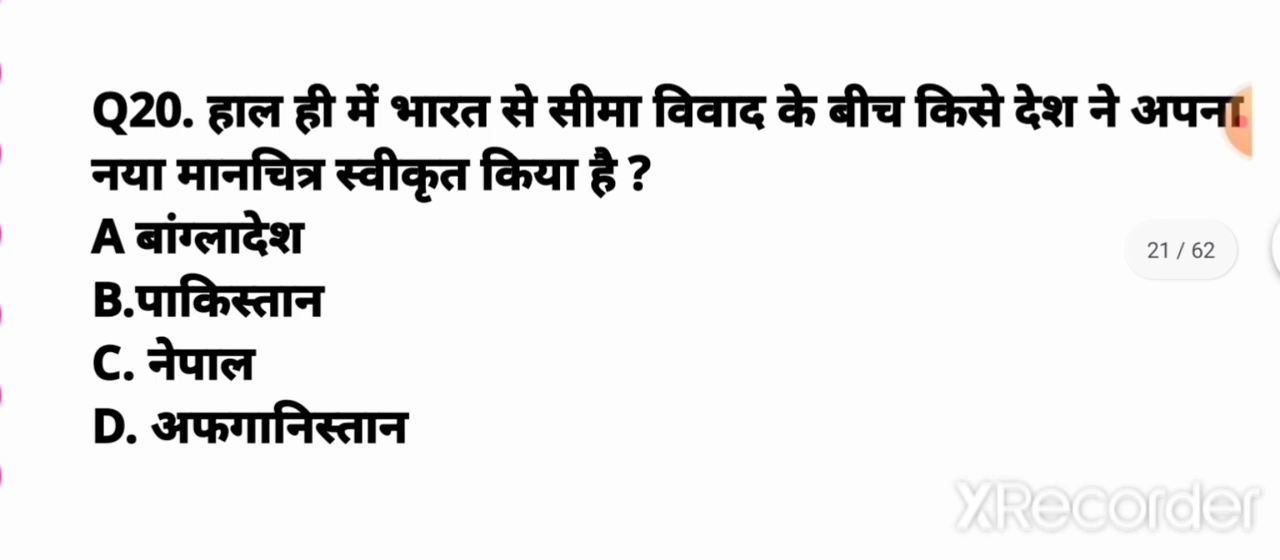 Q20. हाल ही में भारत से सीमा विवाद के बीच किसे देश ने अपना
नया मानचित्र स्वीकृत किया है ?
A बांग्लादेश
B.पाकिस्तान
C. नेपाल
D. अफगानिस्तान
21 / 62
XRecorder